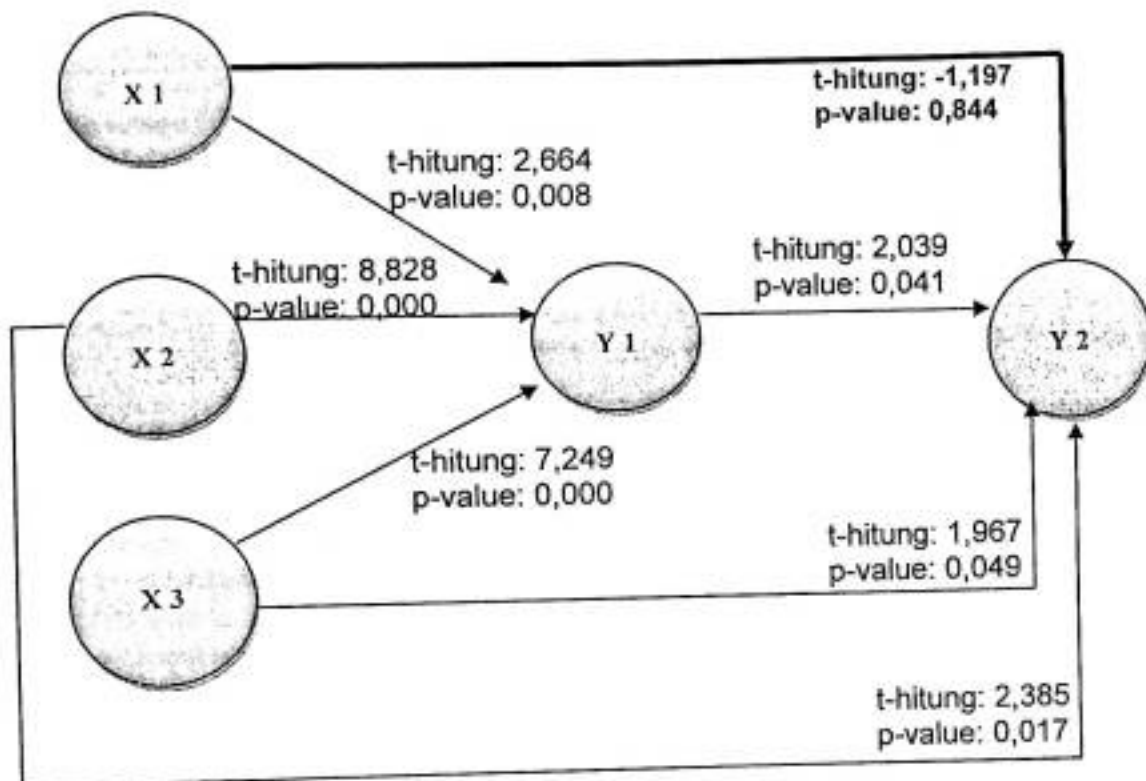 X 1
t-hitung: -1,197
p-value: 0,844
t-hitung: 2,664
p-value: 0,008
t-hitung: 8,828
p-value: 0,000
t-hitung: 2,039
p-value: 0,041
X 2
Y 1
Y 2
t-hitung: 7,249
p-value: 0,000
t-hitung: 1,967
p-value: 0,049
X 3
t-hitung: 2,385
p-value: 0,017